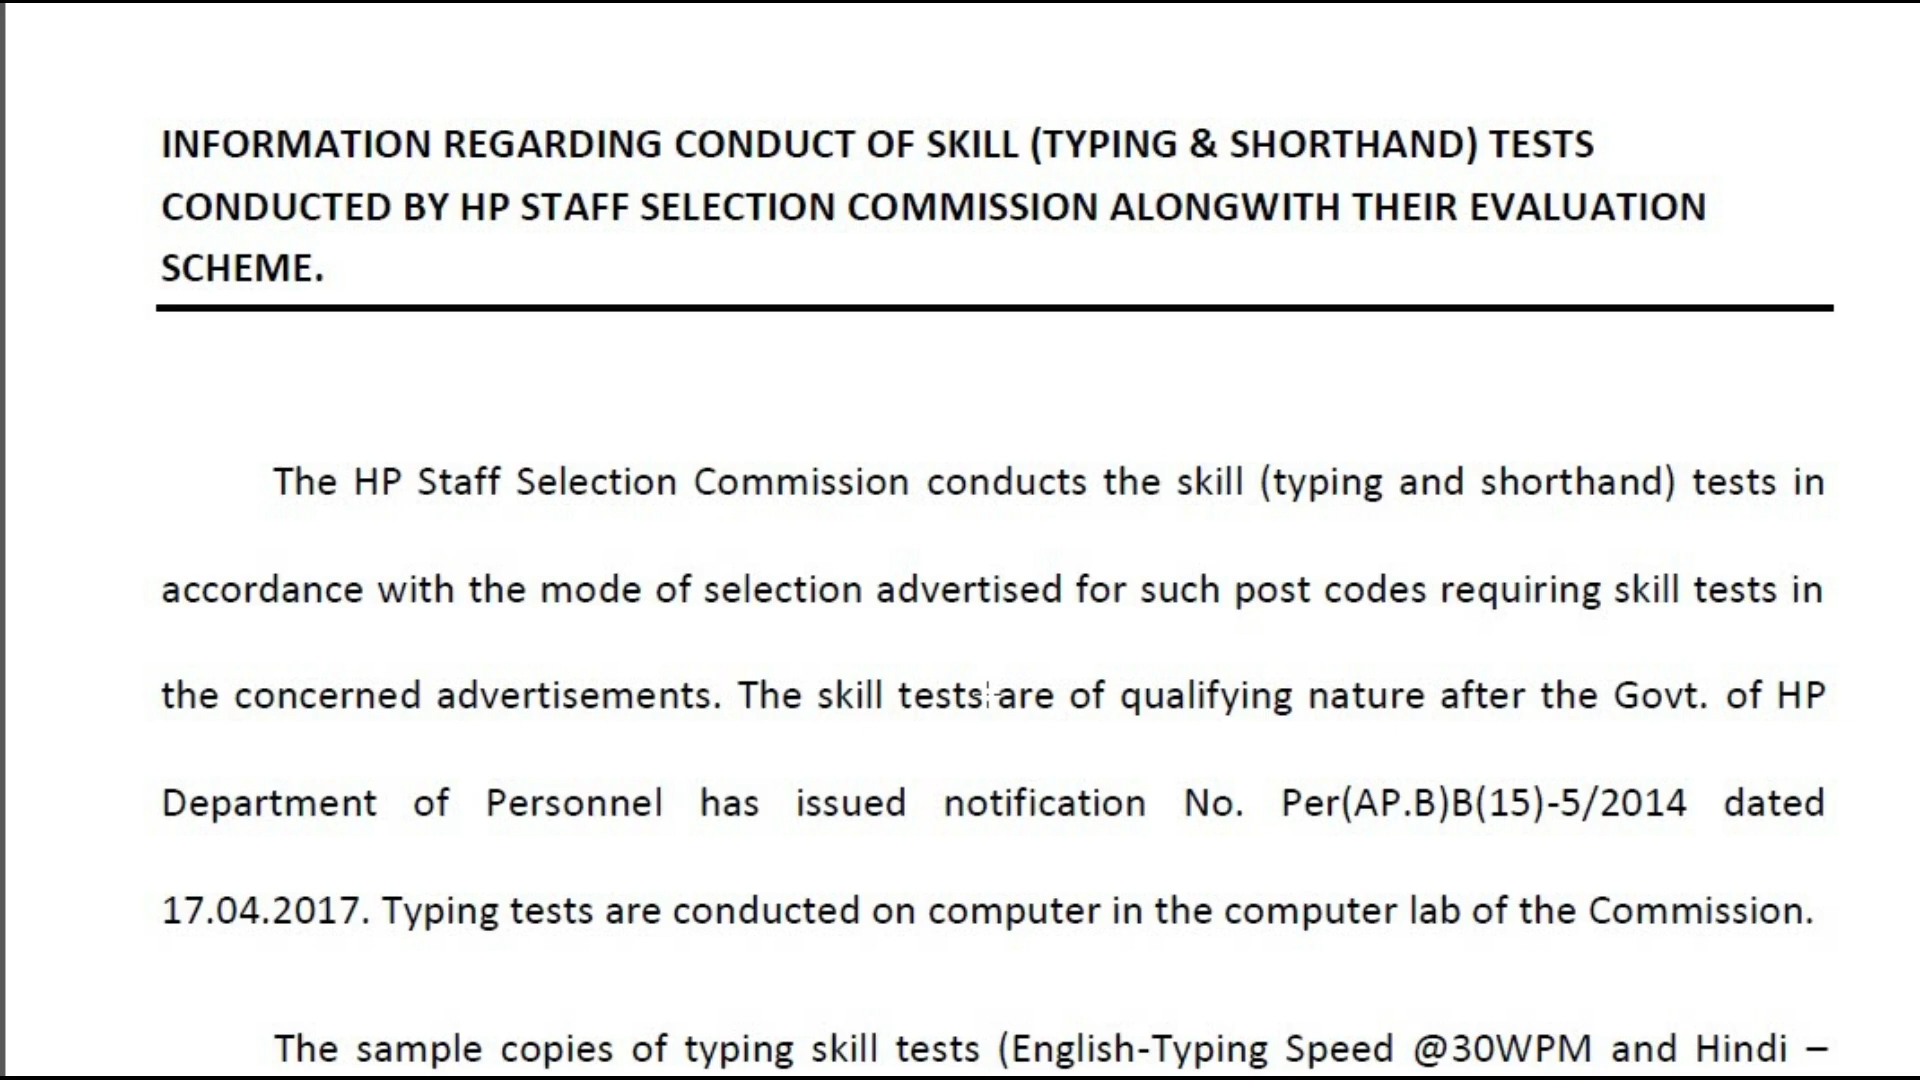 INFORMATION REGARDING CONDUCT OF SKILL (TYPING & SHORTHAND) TESTS
CONDUCTED BY HP STAFF SELECTION COMMISSION ALONGWITH THEIR EVALUATION
SCHEME.
The HP Staff Selection Commission conducts the skill (typing and shorthand) tests in
accordance with the mode of selection advertised for such post codes requiring skill tests in
the concerned advertisements. The skill tests are of qualifying nature after the Govt. of HP
Department of Personnel has issued notification No. Per(AP.B)B(15)-5/2014 dated
17.04.2017. Typing tests are conducted on computer in the computer lab of the Commission.
The sample copies of typing skill tests (English-Typing Speed @30WPM and Hindi –